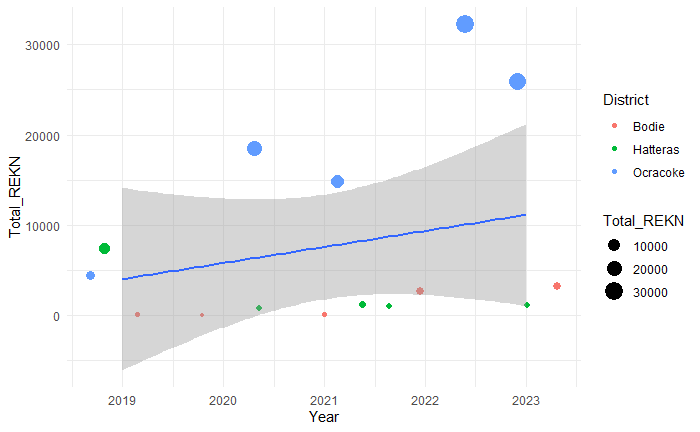 30000
20000
10000
0
Total_REKN
2019 2020 2021 2022 2023
Year
District
Bodie
Hatteras
Ocracoke
Total_REKN
10000
20000
30000